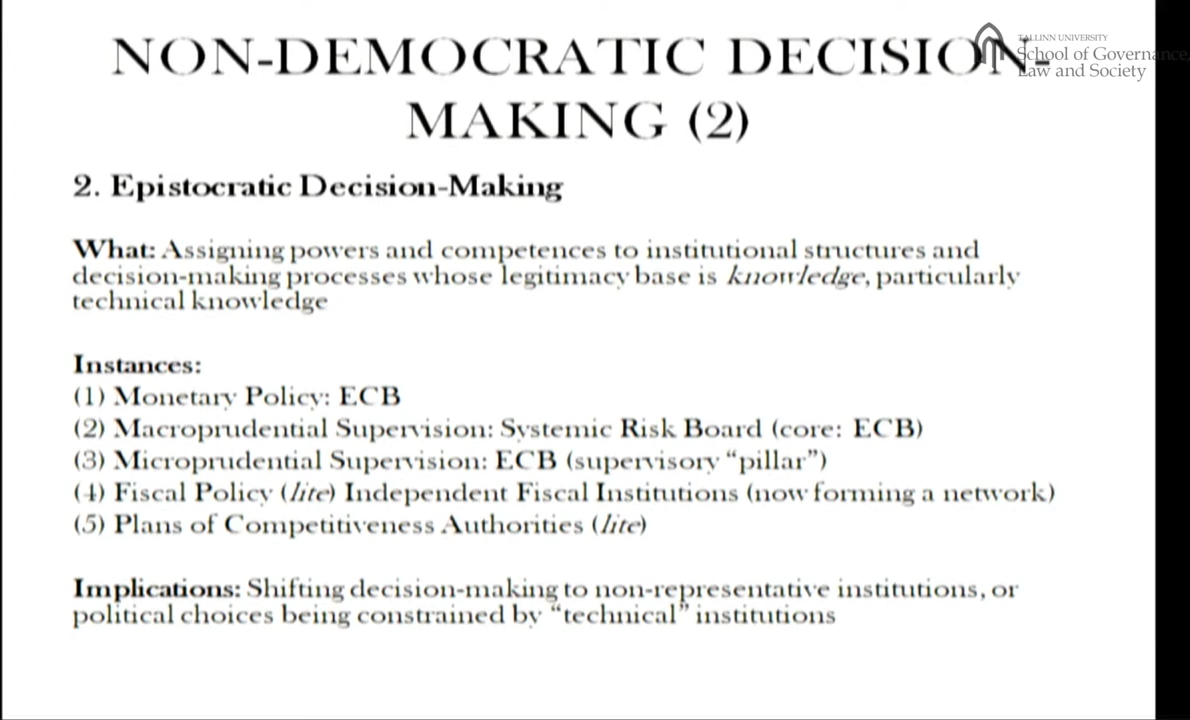 NON-DEMOCRATIC DECISION-
MAKING (2)
TALLINN UNIVERSITY
School of Governance,
Law and Society
2. Epistocratic Decision-Making
What: Assigning powers and competences to institutional structures and
decision-making processes whose legitimacy base is knowledge, particularly
technical knowledge
Instances:
(1) Monetary Policy: ECB
(2) Macroprudential Supervision: Systemic Risk Board (core: ECB)
(3) Microprudential Supervision: ECB (supervisory “pillar”)
(4) Fiscal Policy (lite) Independent Fiscal Institutions (now forming a network)
(5) Plans of Competitiveness Authorities (lite)
Implications: Shifting decision-making to non-representative institutions, or
political choices being constrained by “technical” institutions